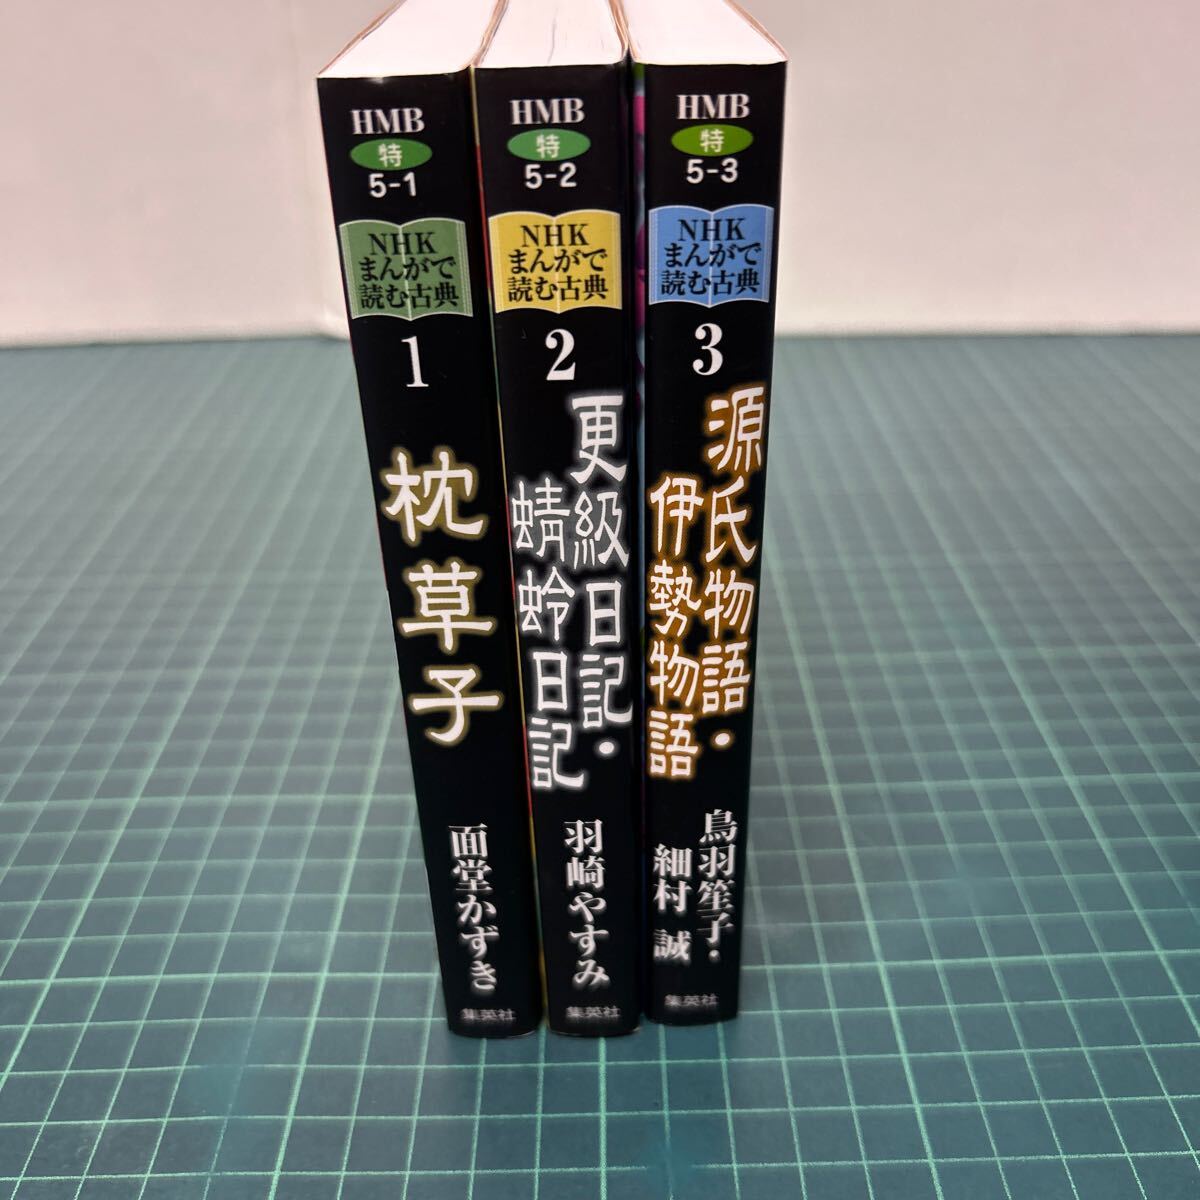 HMB
特
5-1
NHK
まんがで
読む古典
1
枕草子
面堂かずき
集英社
HMB
特
5-2
NHK
まんがで
読む古典
2
更級日記・
蜻蛉日記
羽崎やすみ
集英社
HMB
特
5-3
NHK
まんがで
読む古典
3
源氏物語・
伊勢物語
鳥羽笙子・
細村 誠
集英社